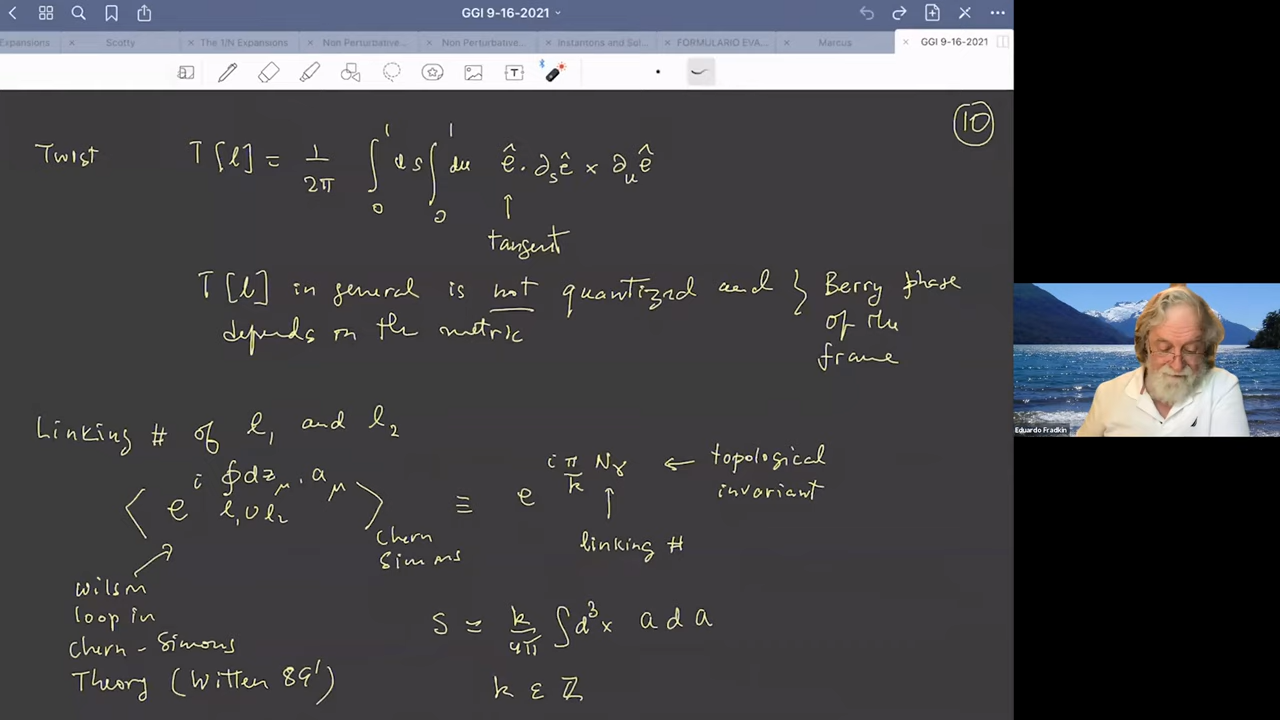 GGI 9-16-2021
Expansions
Scotty
The 1/N Expansions
Non Perturbative...
Non Perturbative...
Instantons and Sol...
FORMULARIO EVA...
Marcus
GGI 9-16-2021
10
Twist T[l] = 1/2π ∫₀¹ ds ∫₀¹ du ê · ∂ₛê × ∂ᵤê
↑
tangent
T[l] in general is not quantized and } Berry phase
depends on the metric
of the
frame
Linking # of l₁ and l₂
⟨ e^{i ∮_{l₁∪l₂} dz_μ · a_μ} ⟩ Chern Simons ≡ e^{i π/k N_γ} ← topological
invariant
↑
linking #
Wilson
loop in
Chern - Simons
Theory (Witten 89')
S = k/4π ∫ d³x a d a
k ε ℤ
Eduardo Fradkin